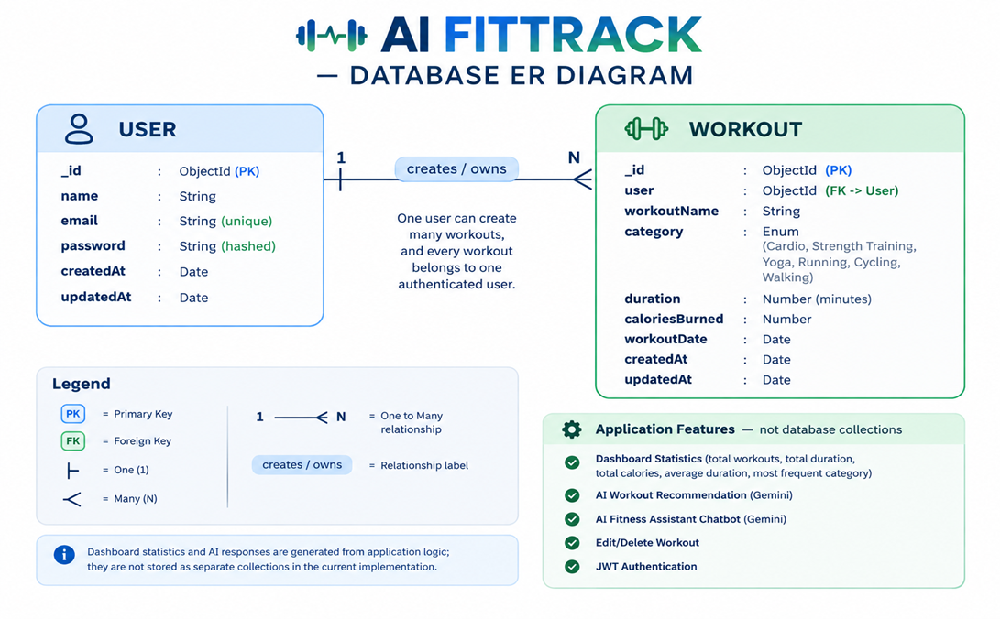 AI FITTRACK
— DATABASE ER DIAGRAM
USER
_id : ObjectId (PK)
name : String
email : String (unique)
password : String (hashed)
createdAt : Date
updatedAt : Date
1
creates / owns
N
One user can create
many workouts,
and every workout
belongs to one
authenticated user.
WORKOUT
_id : ObjectId (PK)
user : ObjectId (FK -> User)
workoutName : String
category : Enum
(Cardio, Strength Training,
Yoga, Running, Cycling,
Walking)
duration : Number (minutes)
caloriesBurned : Number
workoutDate : Date
createdAt : Date
updatedAt : Date
Legend
PK = Primary Key
FK = Foreign Key
= One (1)
= Many (N)
1 N = One to Many
relationship
creates / owns = Relationship label
Dashboard statistics and AI responses are generated from application logic;
they are not stored as separate collections in the current implementation.
Application Features — not database collections
Dashboard Statistics (total workouts, total duration,
total calories, average duration, most frequent category)
AI Workout Recommendation (Gemini)
AI Fitness Assistant Chatbot (Gemini)
Edit/Delete Workout
JWT Authentication